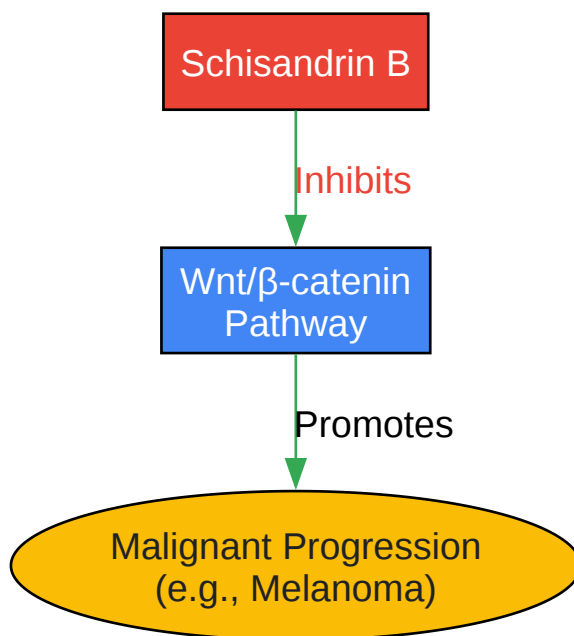 Schisandrin B
Inhibits
Wnt/β-catenin
Pathway
Promotes
Malignant Progression
(e.g., Melanoma)